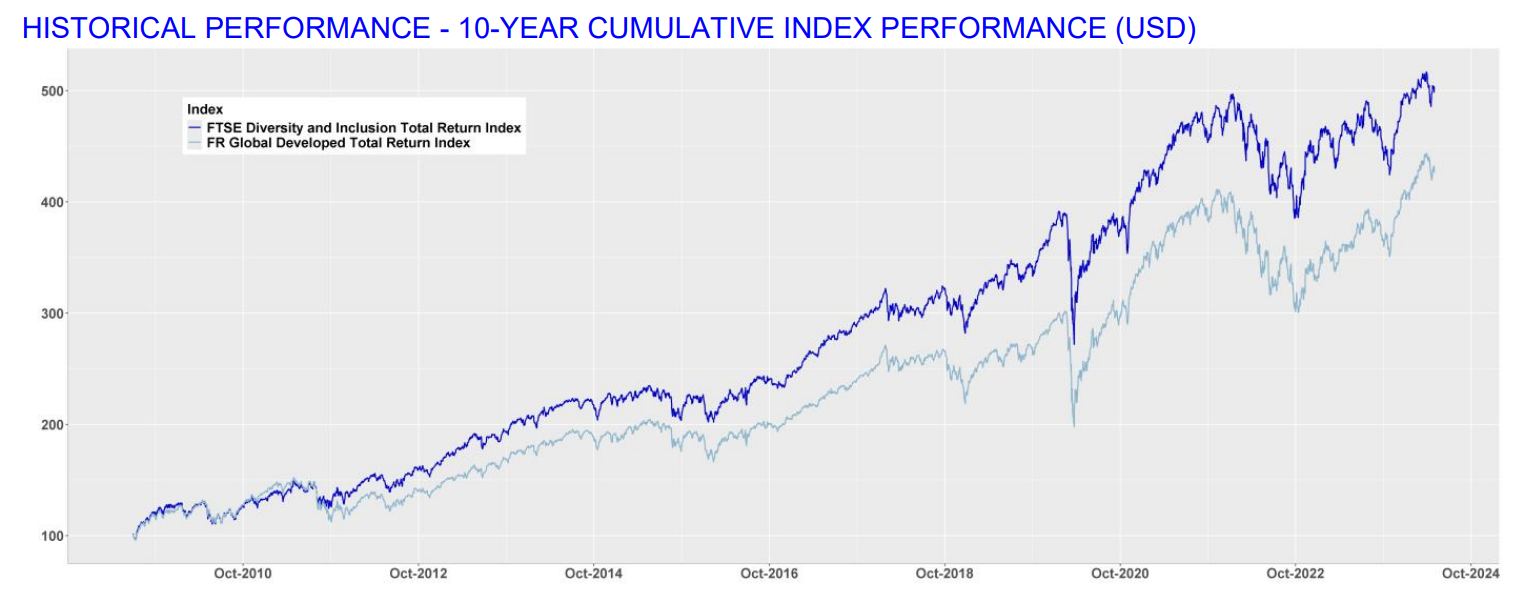 HISTORICAL PERFORMANCE - 10-YEAR CUMULATIVE INDEX PERFORMANCE (USD)
500
Index
FTSE Diversity and Inclusion Total Return Index
FR Global Developed Total Return Index
400
300
200
100
Oct-2010 Oct-2012 Oct-2014 Oct-2016 Oct-2018 Oct-2020 Oct-2022 Oct-2024